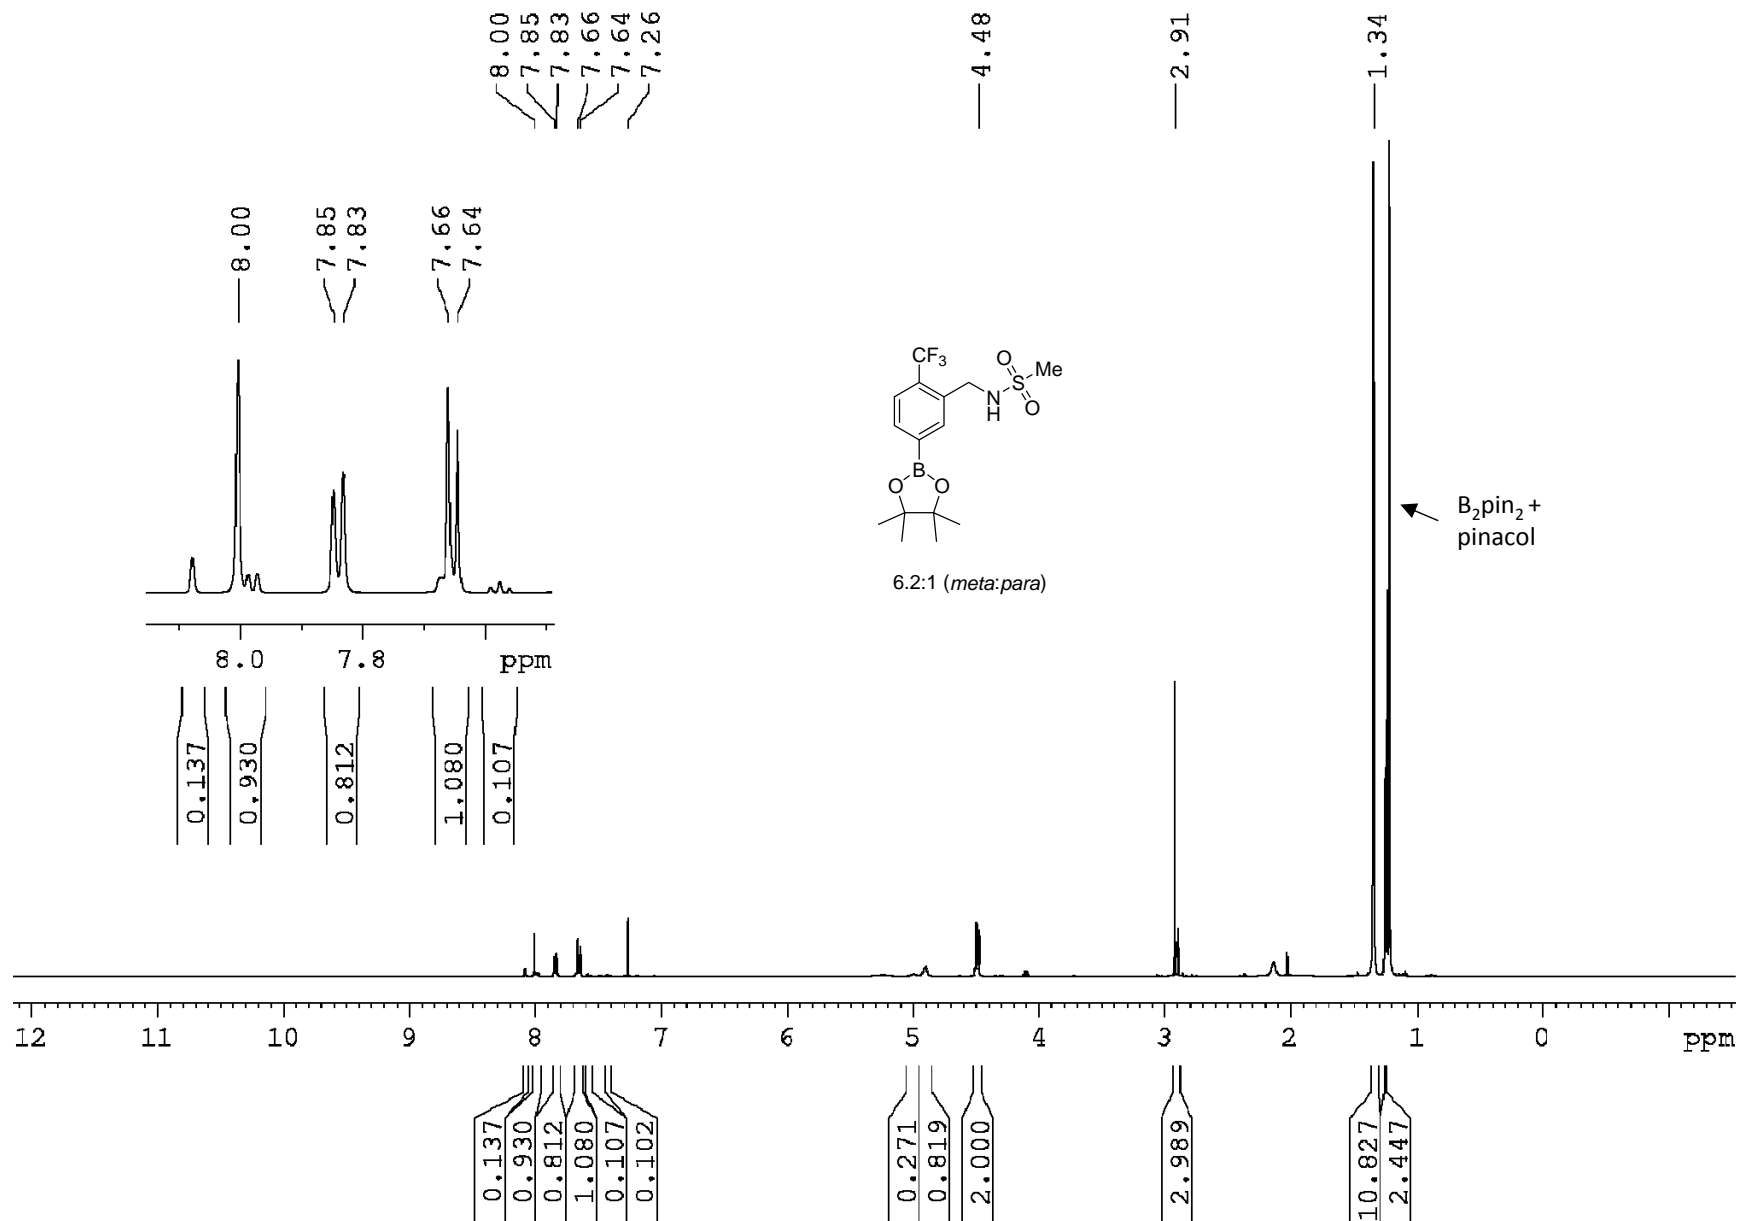 8.00
7.85
7.83
7.66
7.64
7.26
4.48
2.91
1.34
8.00
7.85
7.83
7.66
7.64
8.0 7.8 ppm
0.137
0.930
0.812
1.080
0.107
CF3
O
S
Me
O
N
H
B
O O
6.2:1 (meta:para)
B2pin2 +
pinacol
12 11 10 9 8 7 6 5 4 3 2 1 0 ppm
0.137
0.930
0.812
1.080
0.107
0.102
0.271
0.819
2.000
2.989
10.827
2.447